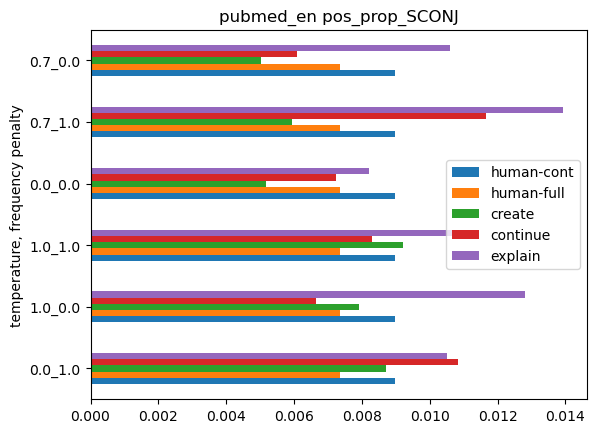 pubmed_en pos_prop_SCONJ
temperature, frequency penalty
0.7_0.0
0.7_1.0
0.0_0.0
1.0_1.0
1.0_0.0
0.0_1.0
human-cont
human-full
create
continue
explain
0.000 0.002 0.004 0.006 0.008 0.010 0.012 0.014